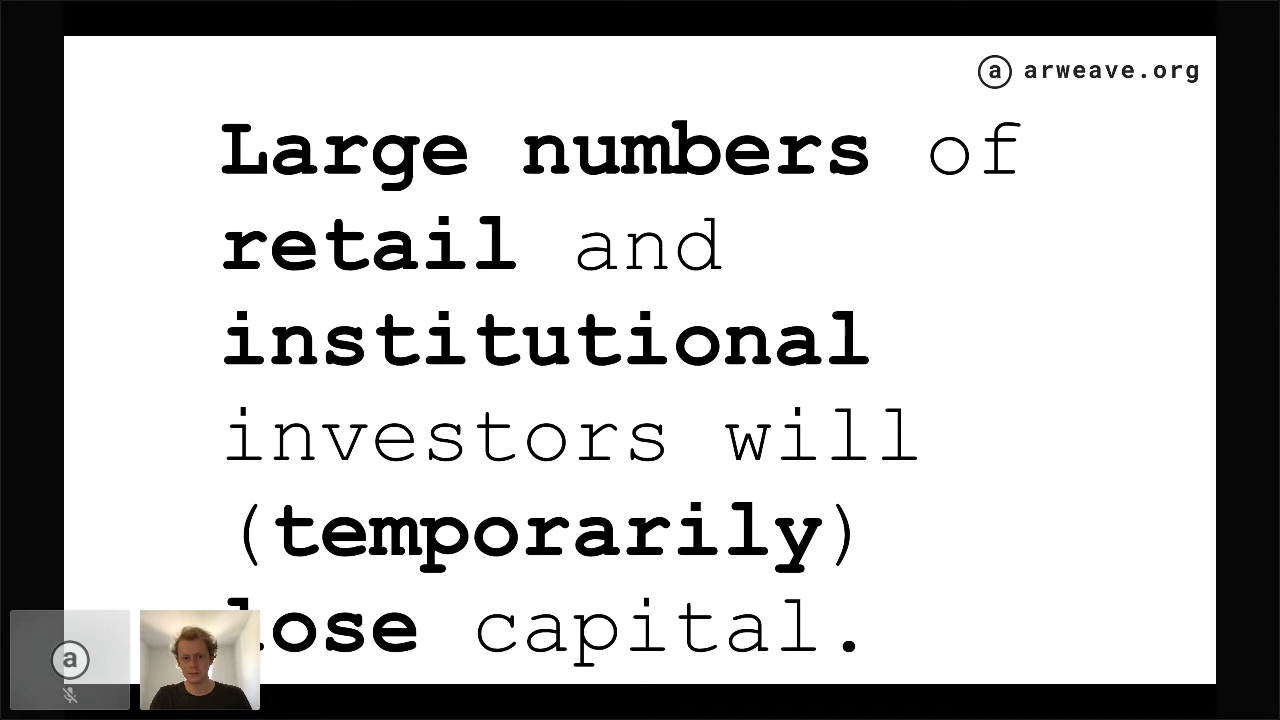 a arweave.org
Large numbers of
retail and
institutional
investors will
(temporarily)
lose capital.
a